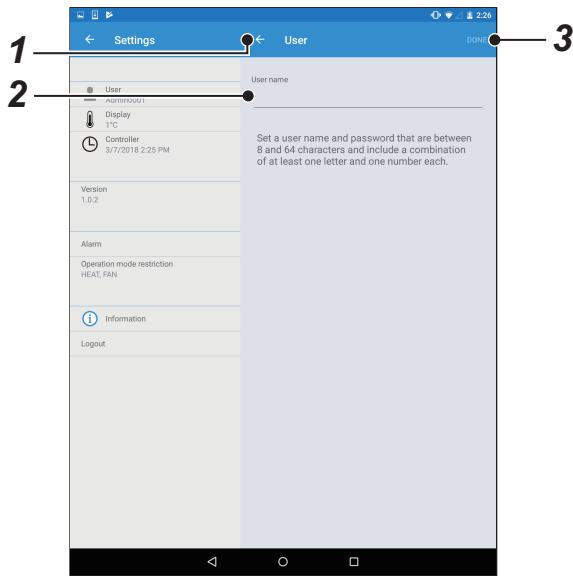 2:26
1
Settings
User
DONE
3
2
User
Admin0001
Display
1°C
Controller
3/7/2018 2:25 PM
Version
1.0.2
Alarm
Operation mode restriction
HEAT, FAN
Information
Logout
User name
Set a user name and password that are between
8 and 64 characters and include a combination
of at least one letter and one number each.